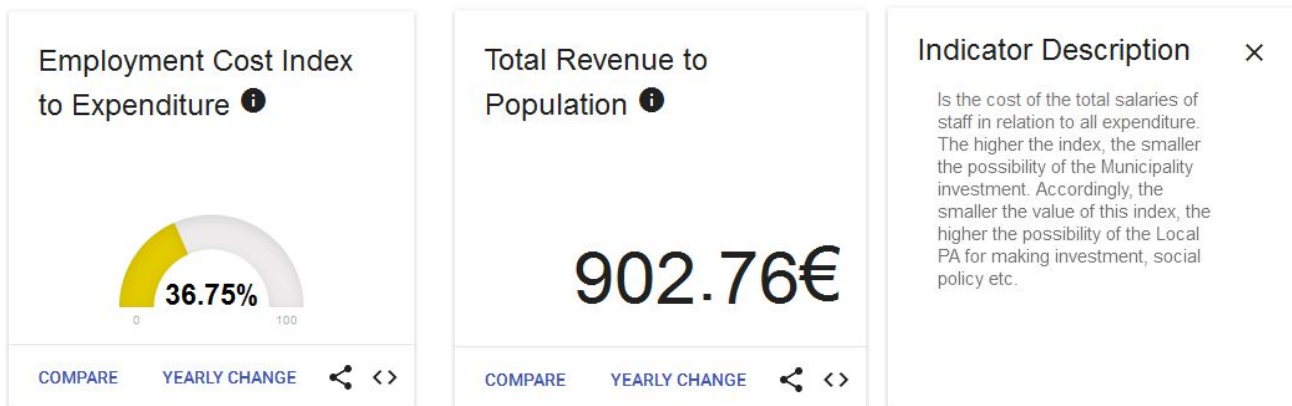 Employment Cost Index
to Expenditure
36.75%
0
100
COMPARE
YEARLY CHANGE
Total Revenue to
Population
902.76€
COMPARE
YEARLY CHANGE
Indicator Description
Is the cost of the total salaries of
staff in relation to all expenditure.
The higher the index, the smaller
the possibility of the Municipality
investment. Accordingly, the
smaller the value of this index, the
higher the possibility of the Local
PA for making investment, social
policy etc.